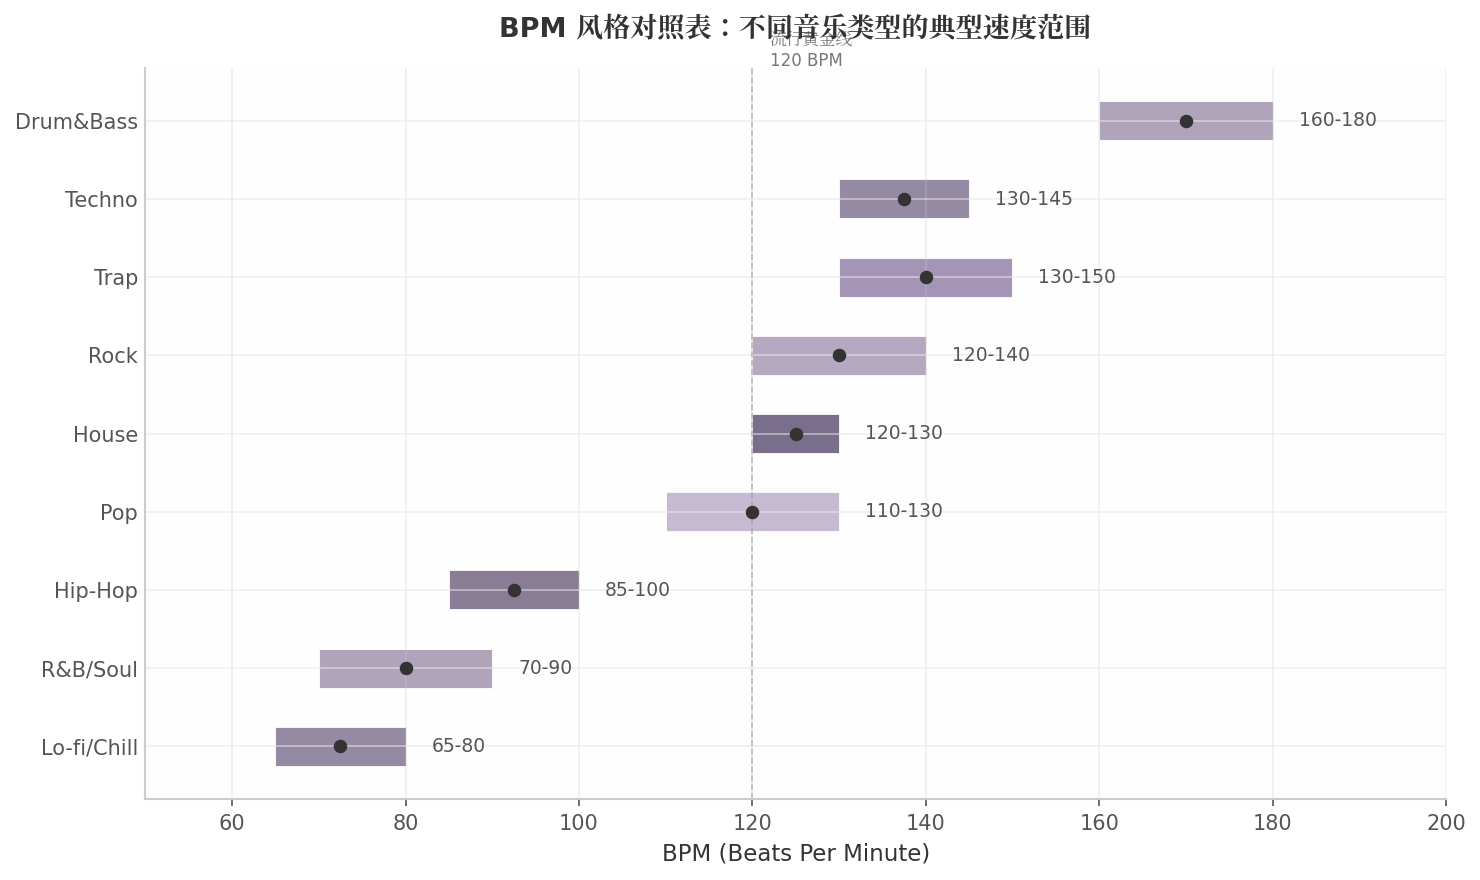 BPM 风格对照表：不同音乐类型的典型速度范围
流行黄金线
120 BPM
Drum&Bass 160-180
Techno 130-145
Trap 130-150
Rock 120-140
House 120-130
Pop 110-130
Hip-Hop 85-100
R&B/Soul 70-90
Lo-fi/Chill 65-80
60 80 100 120 140 160 180 200
BPM (Beats Per Minute)